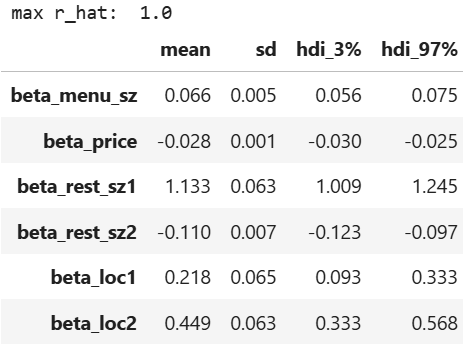 max r_hat:  1.0
mean sd hdi_3% hdi_97%
beta_menu_sz 0.066 0.005 0.056 0.075
beta_price -0.028 0.001 -0.030 -0.025
beta_rest_sz1 1.133 0.063 1.009 1.245
beta_rest_sz2 -0.110 0.007 -0.123 -0.097
beta_loc1 0.218 0.065 0.093 0.333
beta_loc2 0.449 0.063 0.333 0.568